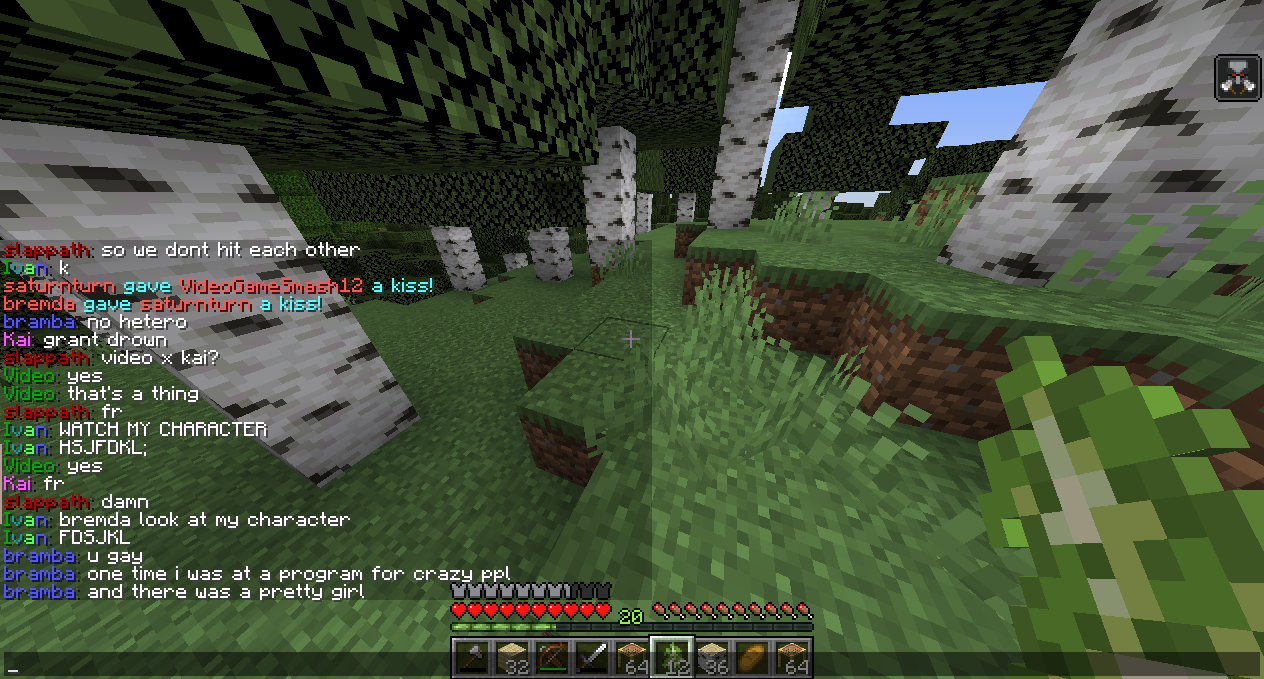 slappath: so we dont hit each other
Ivan: k
saturnturn gave VideoGameSmash12 a kiss!
bremda gave saturnturn a kiss!
bramba: no hetero
Kai: grant drown
slappath: video x kai?
Video: yes
Video: that's a thing
slappath: fr
Ivan: WATCH MY CHARACTER
Ivan: HSJFDKL;
Video: yes
Kai: fr
slappath: damn
Ivan: bremda look at my character
Ivan: FDSJKL
bramba: u gay
bramba: one time i was at a program for crazy ppl
bramba: and there was a pretty girl
20
32 64 12 36 64
_